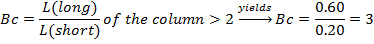 Bc = L(long) / L(short) of the column > 2 yields → Bc = 0.60 / 0.20 = 3